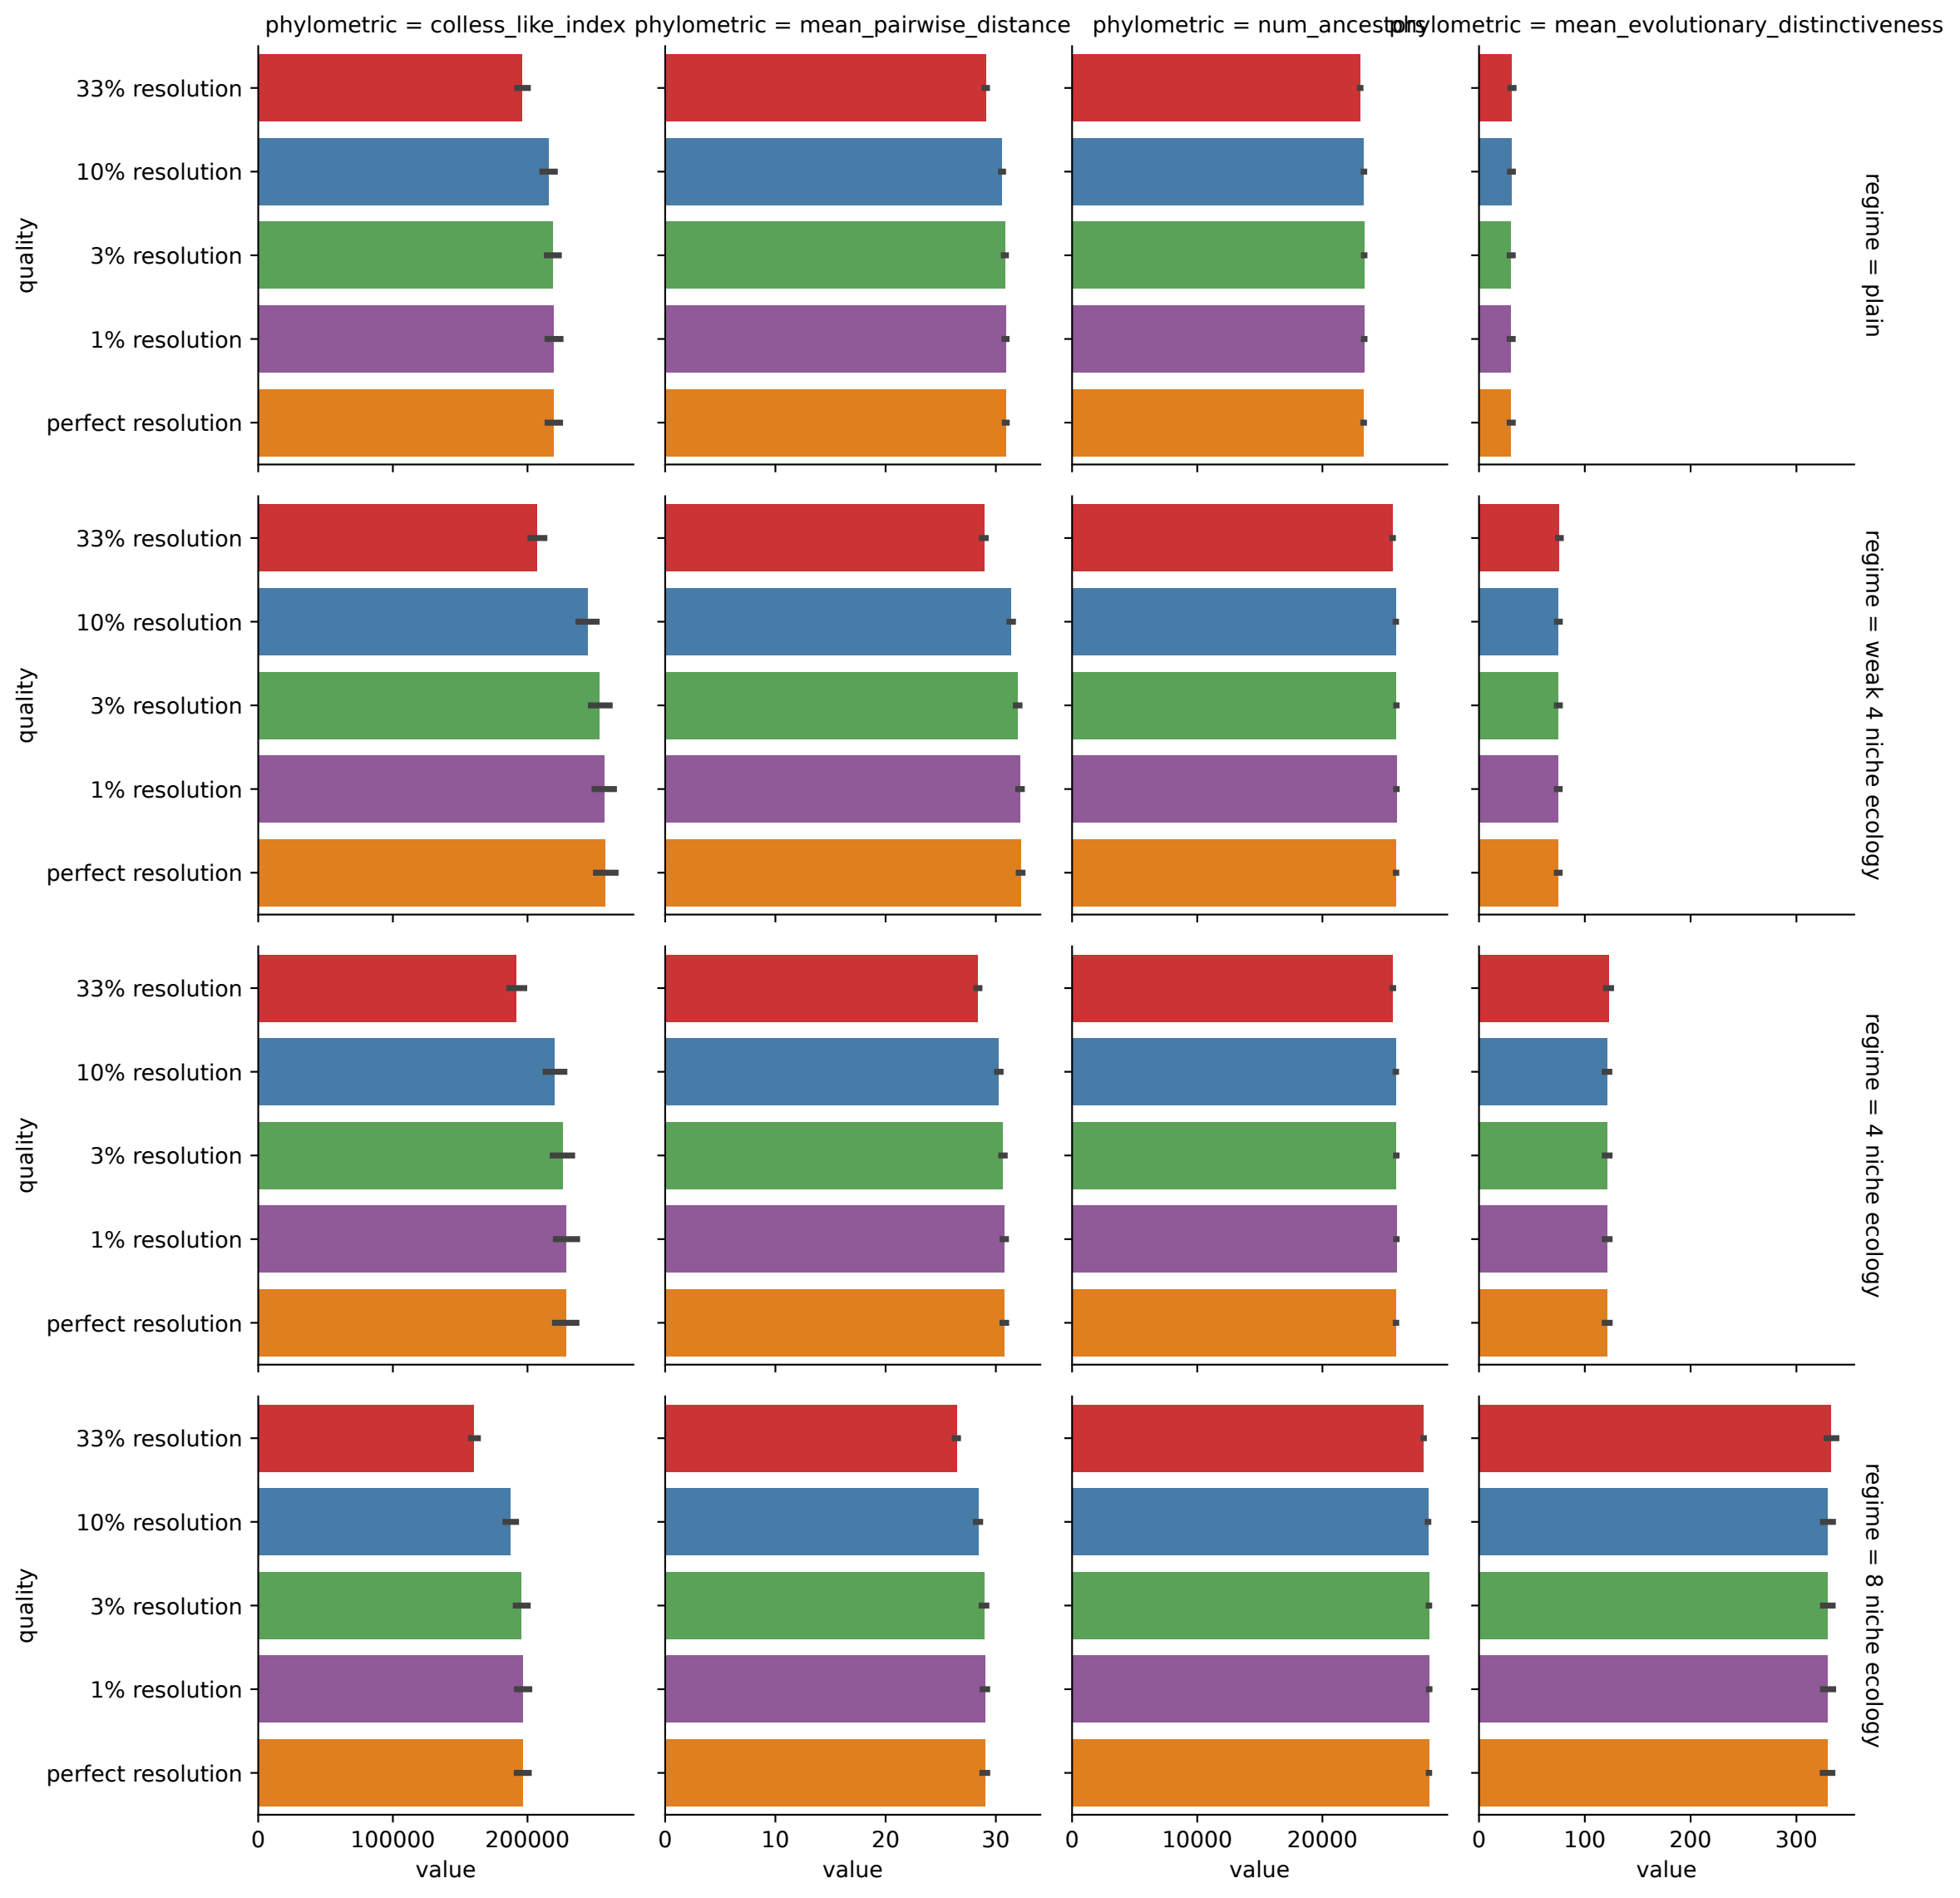 phylometric = colless_like_index
phylometric = mean_pairwise_distance
phylometric = num_ancestors
phylometric = mean_evolutionary_distinctiveness
quality
33% resolution
10% resolution
3% resolution
1% resolution
perfect resolution
regime = plain
quality
33% resolution
10% resolution
3% resolution
1% resolution
perfect resolution
regime = weak 4 niche ecology
quality
33% resolution
10% resolution
3% resolution
1% resolution
perfect resolution
regime = 4 niche ecology
quality
33% resolution
10% resolution
3% resolution
1% resolution
perfect resolution
regime = 8 niche ecology
0 100000 200000
0 10 20 30
0 10000 20000
0 100 200 300
value
value
value
value